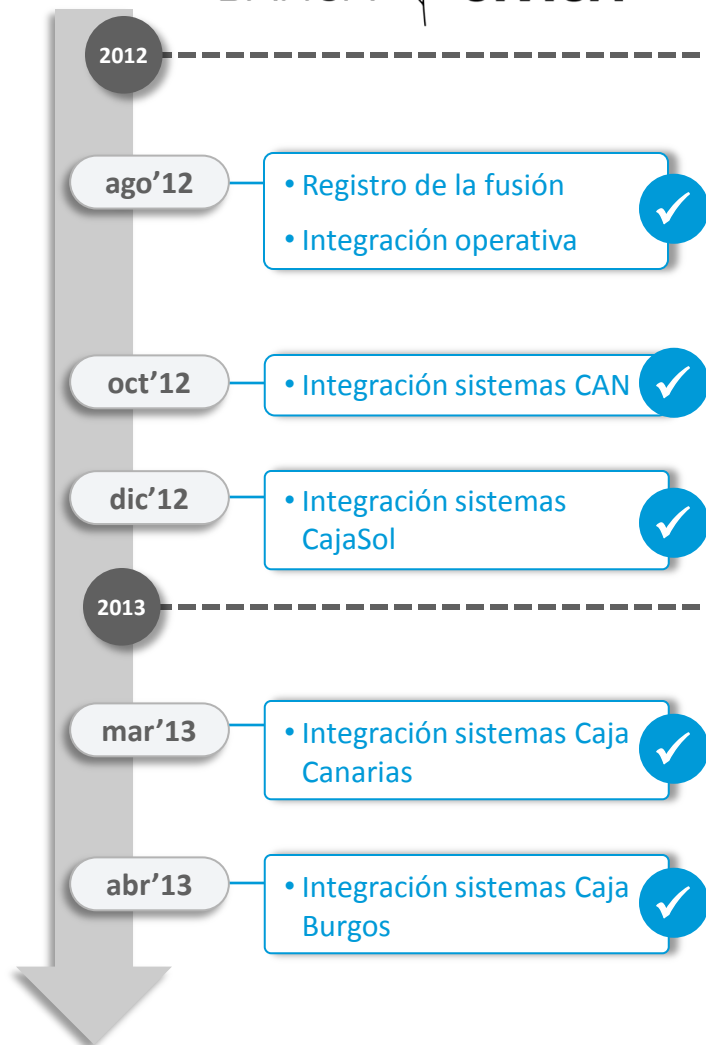 2012
ago’12
• Registro de la fusión
• Integración operativa
oct’12
• Integración sistemas CAN
dic’12
• Integración sistemas
CajaSol
2013
mar’13
• Integración sistemas Caja
Canarias
abr’13
• Integración sistemas Caja
Burgos